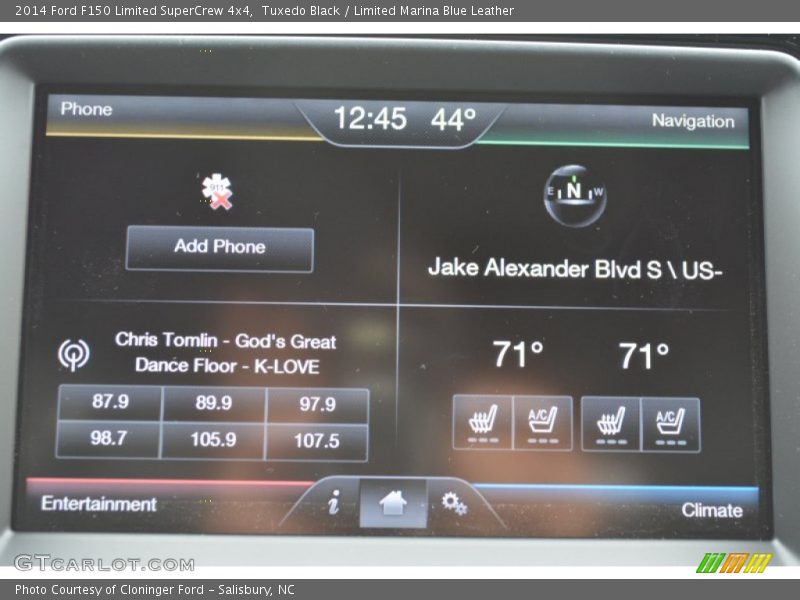 2014 Ford F150 Limited SuperCrew 4x4, Tuxedo Black / Limited Marina Blue Leather
Phone
12:45 44°
Navigation
911
E N W
Add Phone
Jake Alexander Blvd S \ US-
Chris Tomlin - God's Great
Dance Floor - K-LOVE
87.9 89.9 97.9
98.7 105.9 107.5
71° 71°
A/C A/C
Entertainment
i
Climate
GTCARLOT.COM
Photo Courtesy of Cloninger Ford - Salisbury, NC